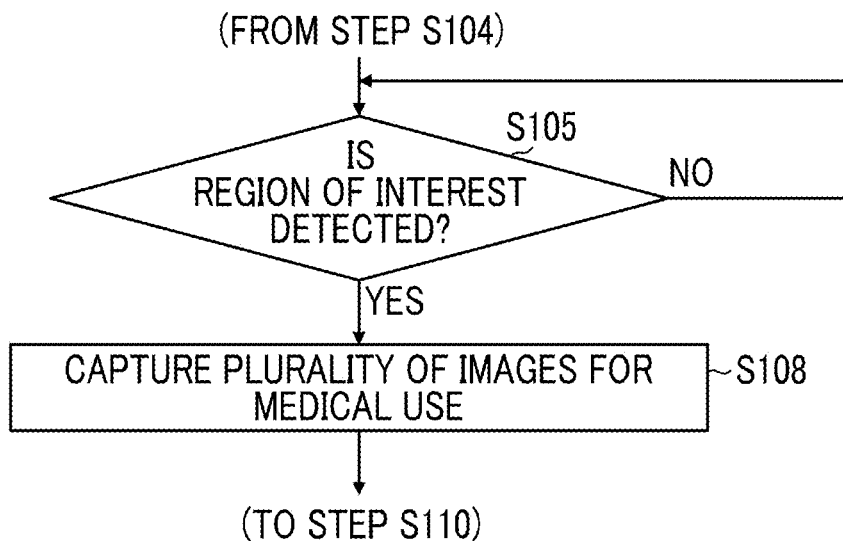 (FROM STEP S104)
S105
IS
REGION OF INTEREST
DETECTED?
NO
YES
CAPTURE PLURALITY OF IMAGES FOR
MEDICAL USE
S108
(TO STEP S110)